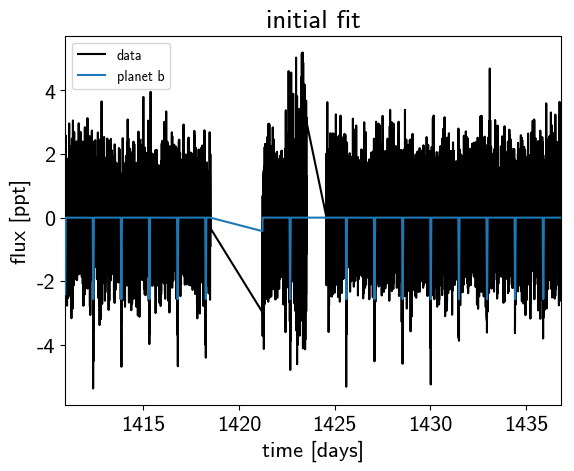 initial fit
data
planet b
flux [ppt]
4
2
0
-2
-4
1415 1420 1425 1430 1435
time [days]